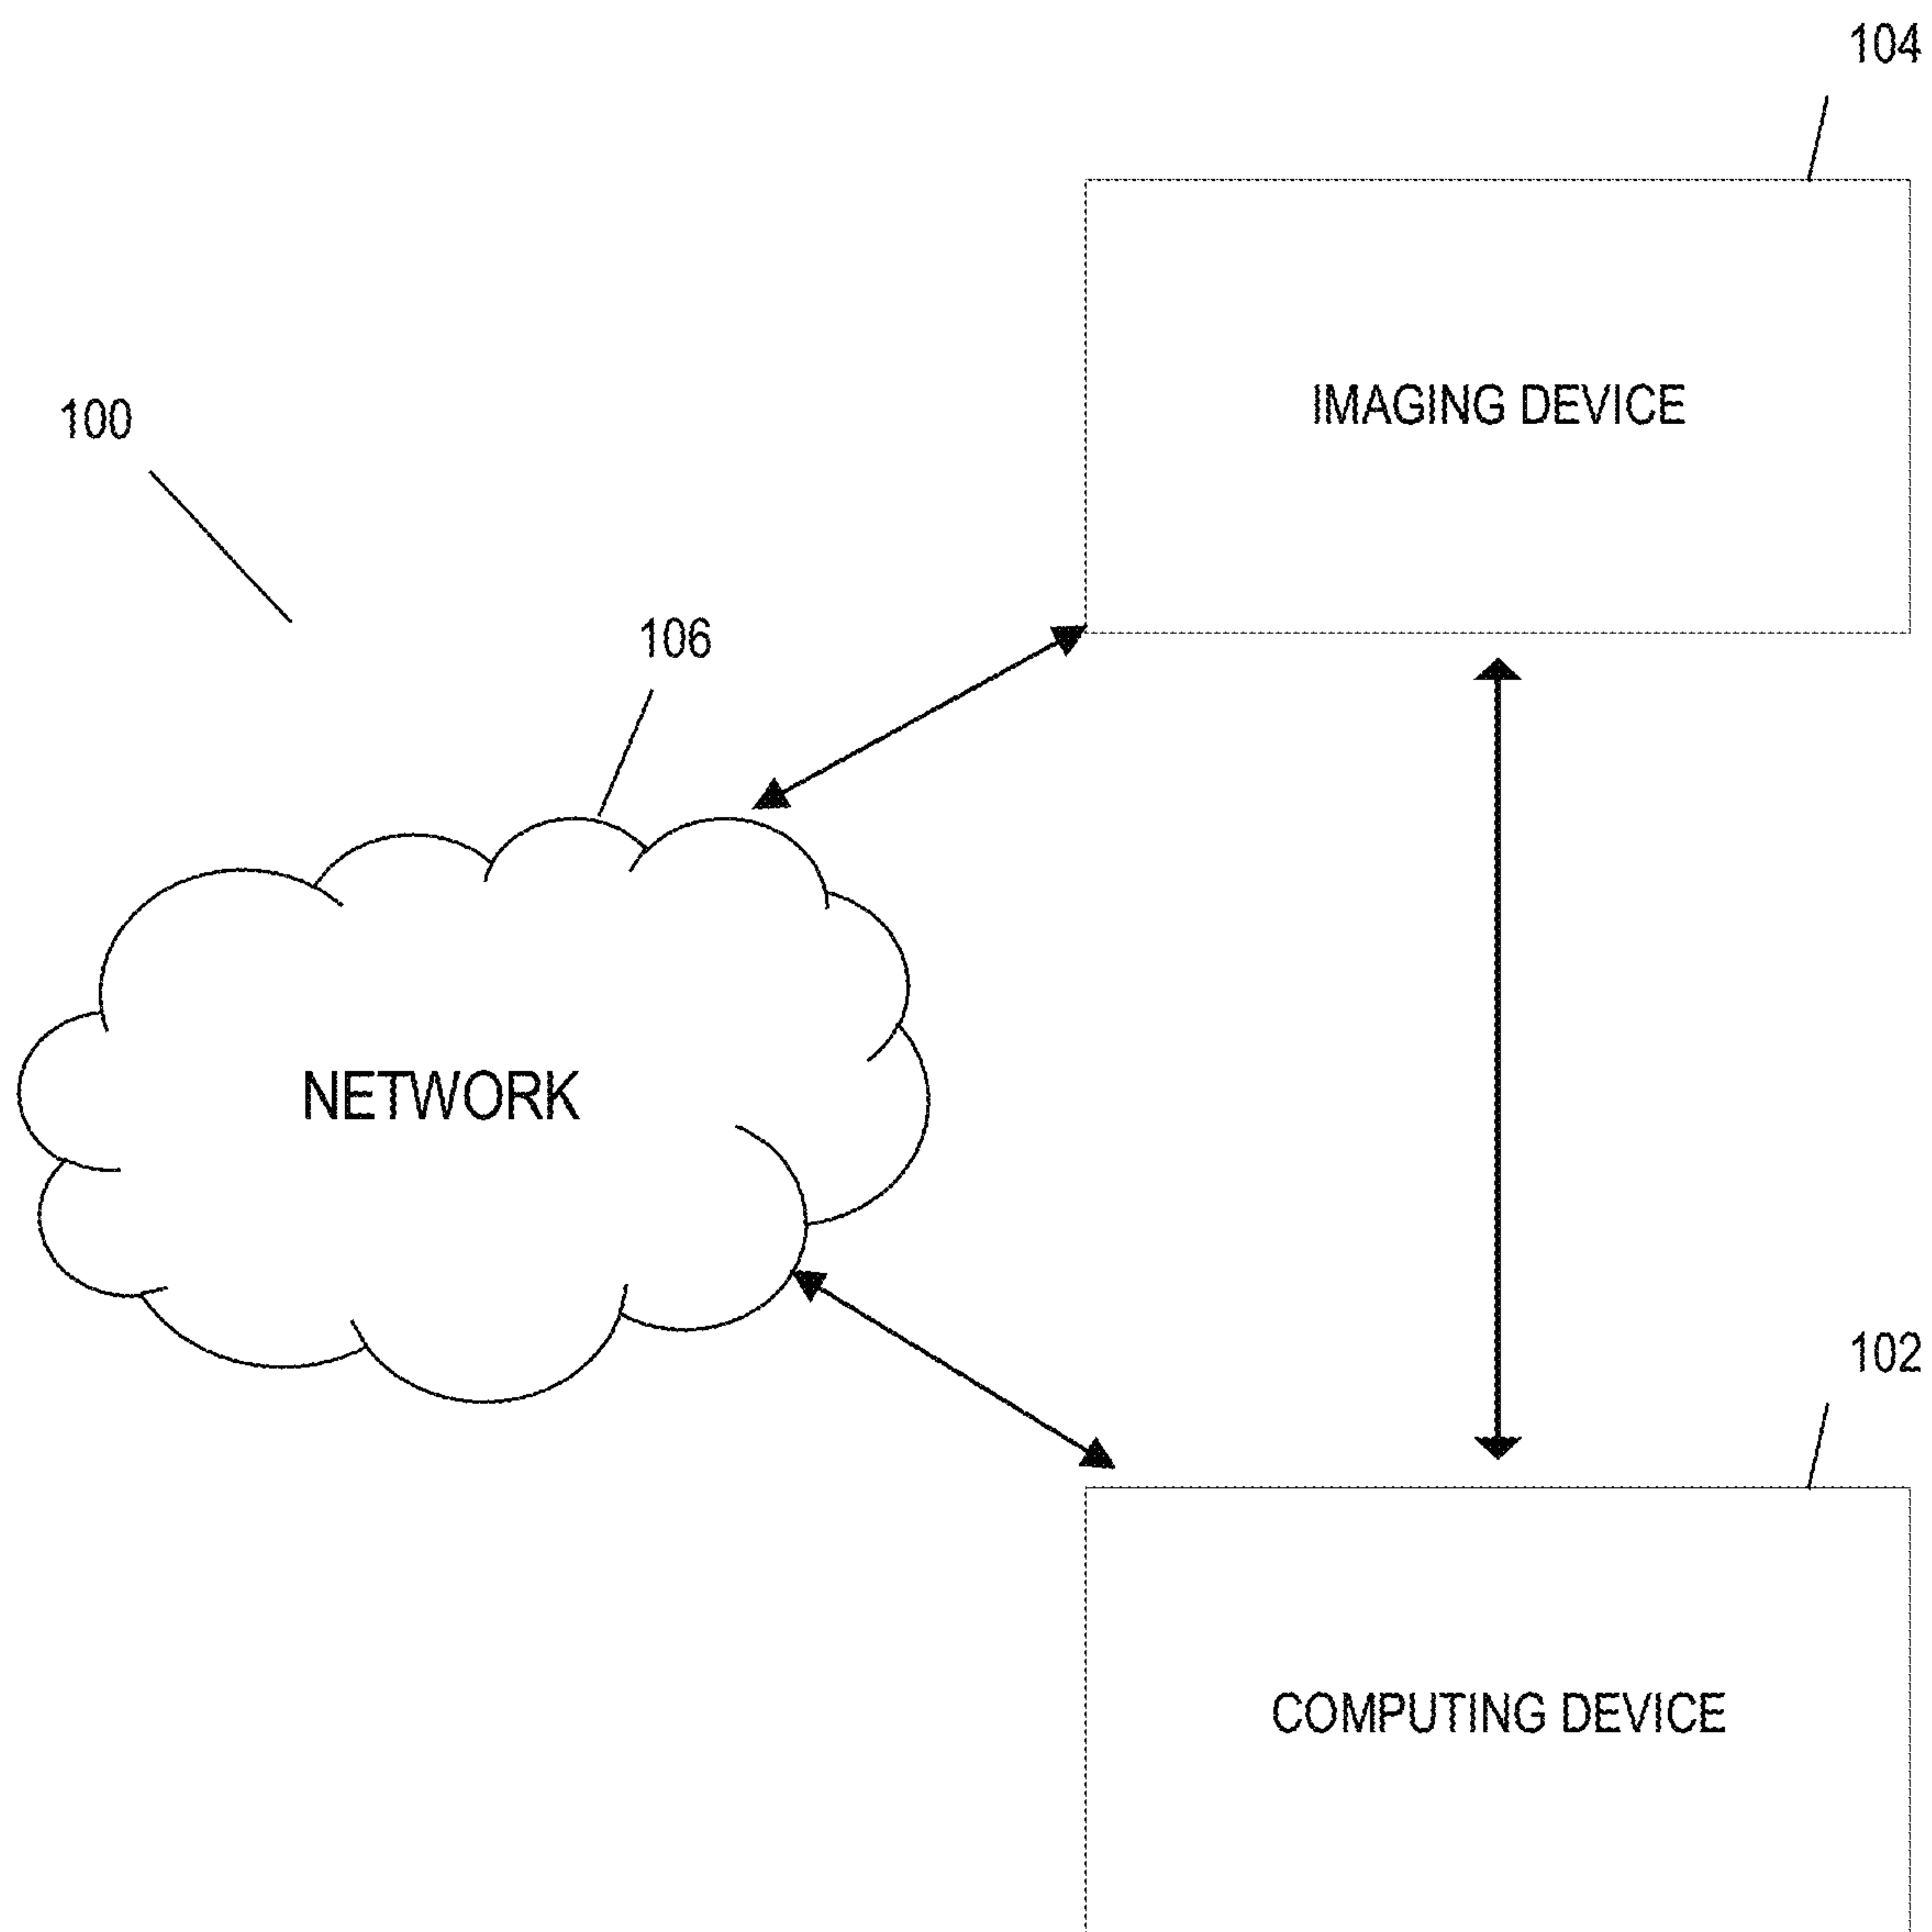 104
IMAGING DEVICE
100
106
NETWORK
102
COMPUTING DEVICE